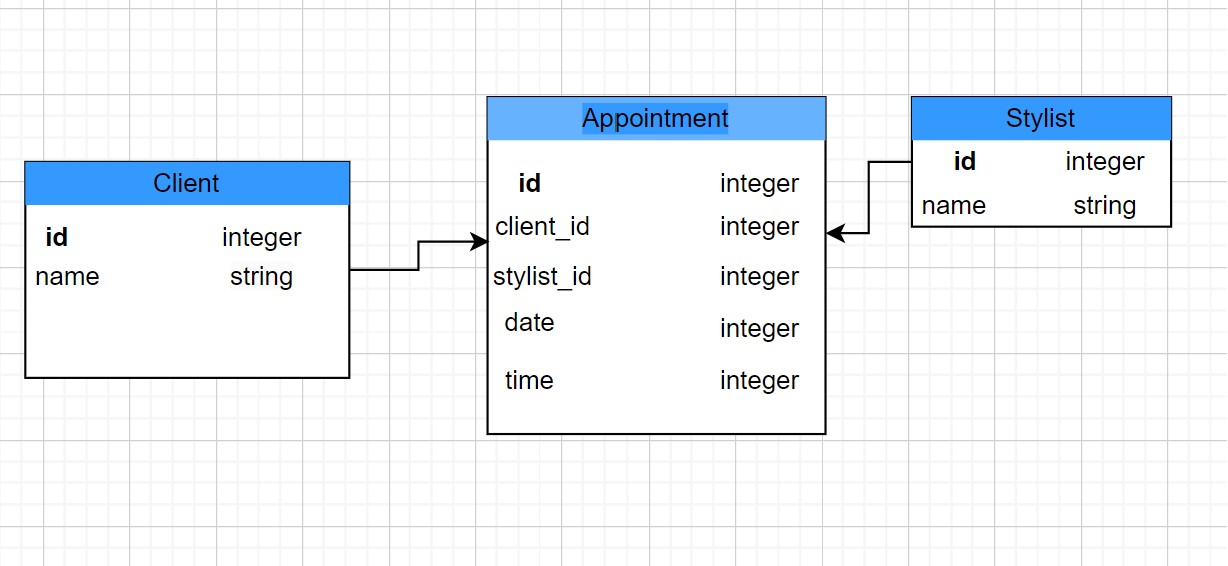 Client
id integer
name string
Appointment
id integer
client_id integer
stylist_id integer
date integer
time integer
Stylist
id integer
name string